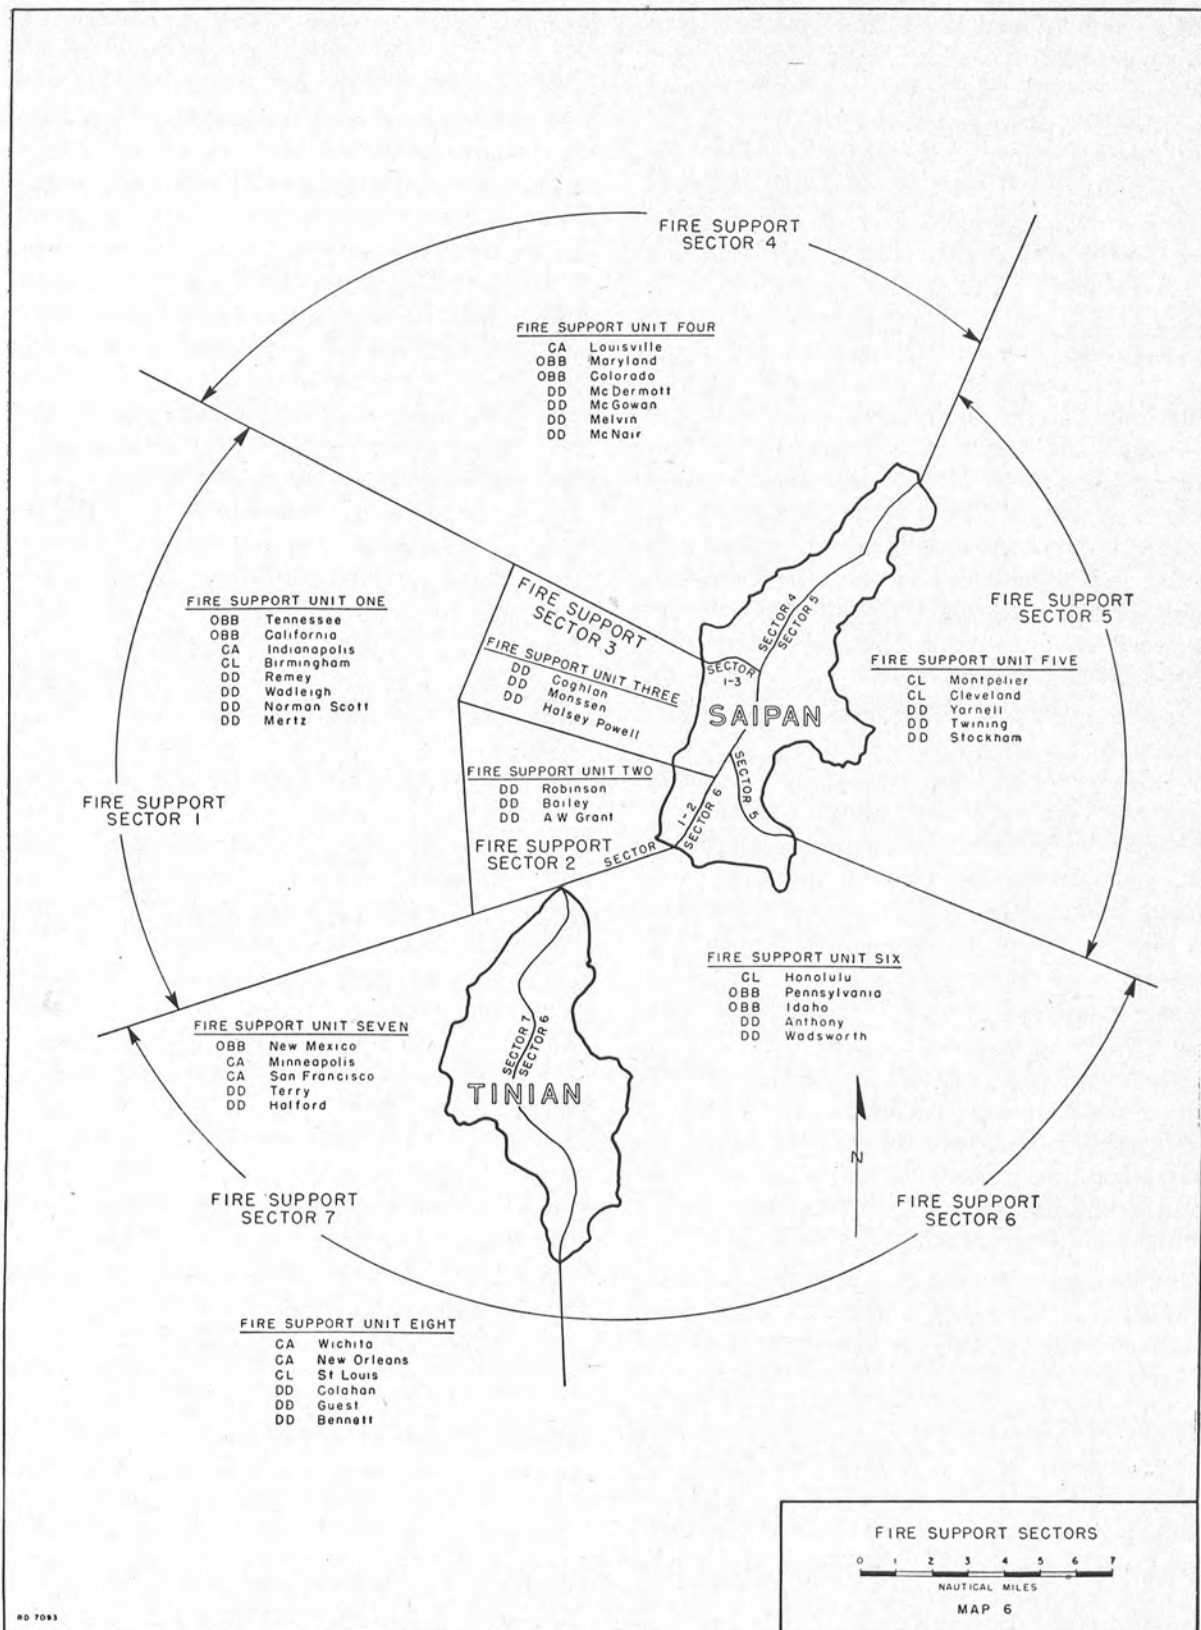 FIRE SUPPORT
SECTOR 4
FIRE SUPPORT UNIT FOUR
CA Louisville
OBB Maryland
OBB Colorado
DD McDermott
DD McGowan
DD Melvin
DD McNair
FIRE SUPPORT UNIT ONE
OBB Tennessee
OBB California
CA Indianapolis
CL Birmingham
DD Remey
DD Wadleigh
DD Norman Scott
DD Mertz
FIRE SUPPORT
SECTOR 1
FIRE SUPPORT
SECTOR 3
FIRE SUPPORT UNIT THREE
DD Coghlan
DD Monssen
DD Halsey Powell
SECTOR 4
SECTOR 5
SECTOR
1-3
SAIPAN
FIRE SUPPORT
SECTOR 5
FIRE SUPPORT UNIT FIVE
CL Montpelier
CL Cleveland
DD Yarnell
DD Twining
DD Stockham
FIRE SUPPORT UNIT TWO
DD Robinson
DD Bailey
DD A W Grant
FIRE SUPPORT
SECTOR 2
SECTOR 1-2
SECTOR 6
SECTOR 5
FIRE SUPPORT UNIT SIX
CL Honolulu
OBB Pennsylvania
OBB Idaho
DD Anthony
DD Wadsworth
FIRE SUPPORT UNIT SEVEN
OBB New Mexico
CA Minneapolis
CA San Francisco
DD Terry
DD Halford
SECTOR 7
SECTOR 6
TINIAN
N
FIRE SUPPORT
SECTOR 7
FIRE SUPPORT
SECTOR 6
FIRE SUPPORT UNIT EIGHT
CA Wichita
CA New Orleans
CL St Louis
DD Colahan
DD Guest
DD Bennett
FIRE SUPPORT SECTORS
0 1 2 3 4 5 6 7
NAUTICAL MILES
MAP 6
RD 7093